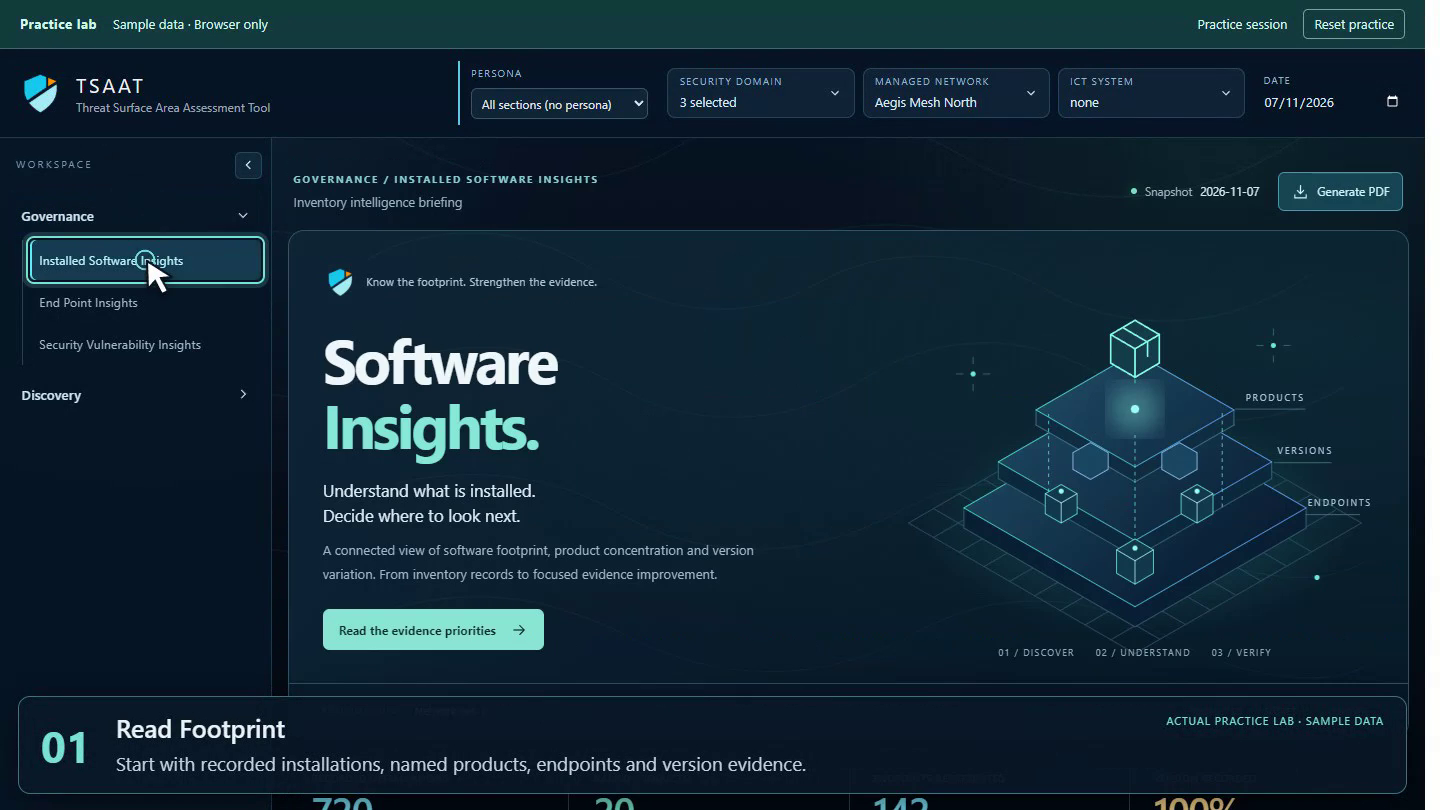 Practice lab
Sample data · Browser only
Practice session
Reset practice
TSAAT
Threat Surface Area Assessment Tool
PERSONA
All sections (no persona)
SECURITY DOMAIN
3 selected
MANAGED NETWORK
Aegis Mesh North
ICT SYSTEM
none
DATE
07/11/2026
WORKSPACE
Governance
Installed Software Insights
End Point Insights
Security Vulnerability Insights
Discovery
GOVERNANCE / INSTALLED SOFTWARE INSIGHTS
Inventory intelligence briefing
Snapshot 2026-11-07
Generate PDF
Know the footprint. Strengthen the evidence.
Software
Insights.
Understand what is installed.
Decide where to look next.
A connected view of software footprint, product concentration and version
variation. From inventory records to focused evidence improvement.
Read the evidence priorities
PRODUCTS
VERSIONS
ENDPOINTS
01 / DISCOVER
02 / UNDERSTAND
03 / VERIFY
01
Read Footprint
Start with recorded installations, named products, endpoints and version evidence.
ACTUAL PRACTICE LAB · SAMPLE DATA
720
20
142
100%